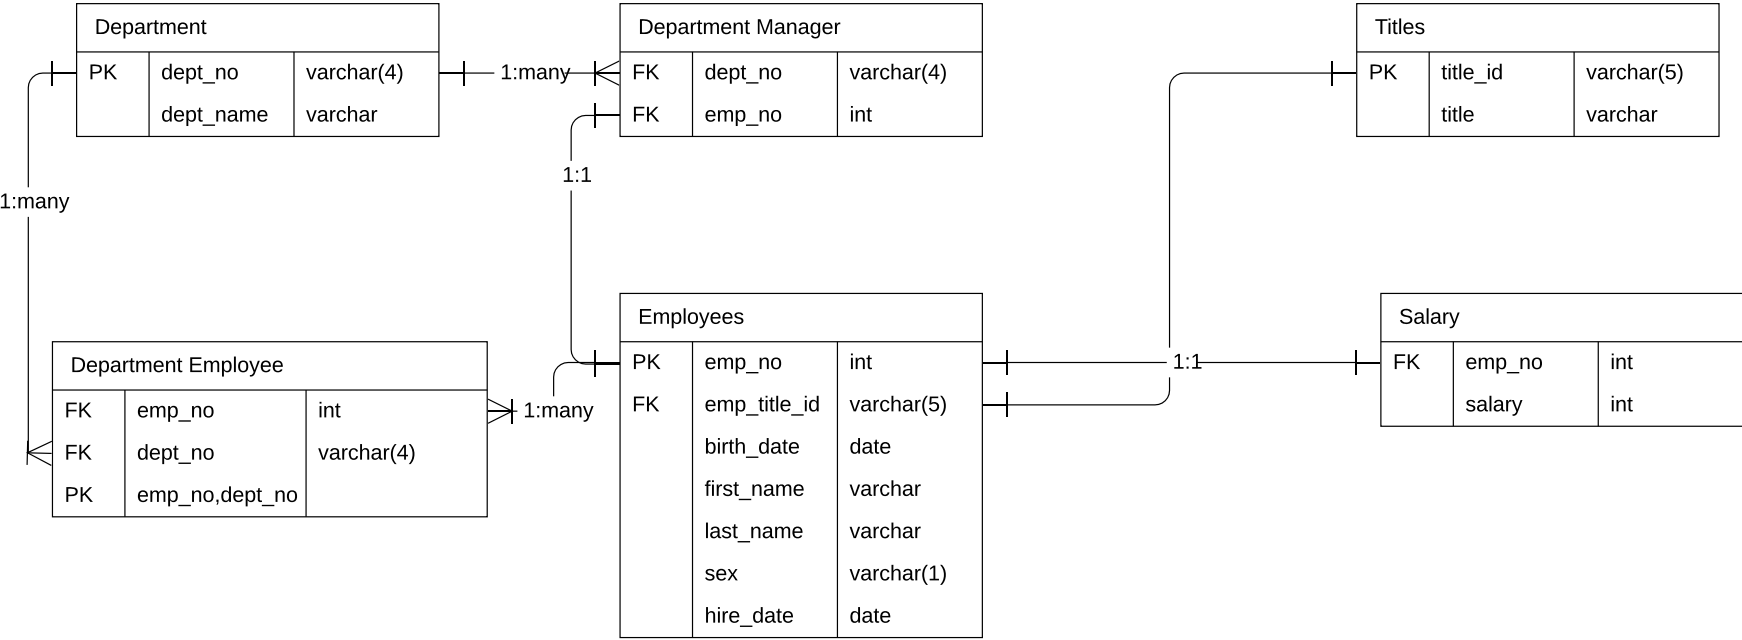 Department
PK dept_no varchar(4)
dept_name varchar
1:many
Department Manager
FK dept_no varchar(4)
FK emp_no int
Titles
PK title_id varchar(5)
title varchar
1:1
1:many
Employees
PK emp_no int
FK emp_title_id varchar(5)
birth_date date
first_name varchar
last_name varchar
sex varchar(1)
hire_date date
1:1
Salary
FK emp_no int
salary int
Department Employee
FK emp_no int
FK dept_no varchar(4)
PK emp_no,dept_no
1:many